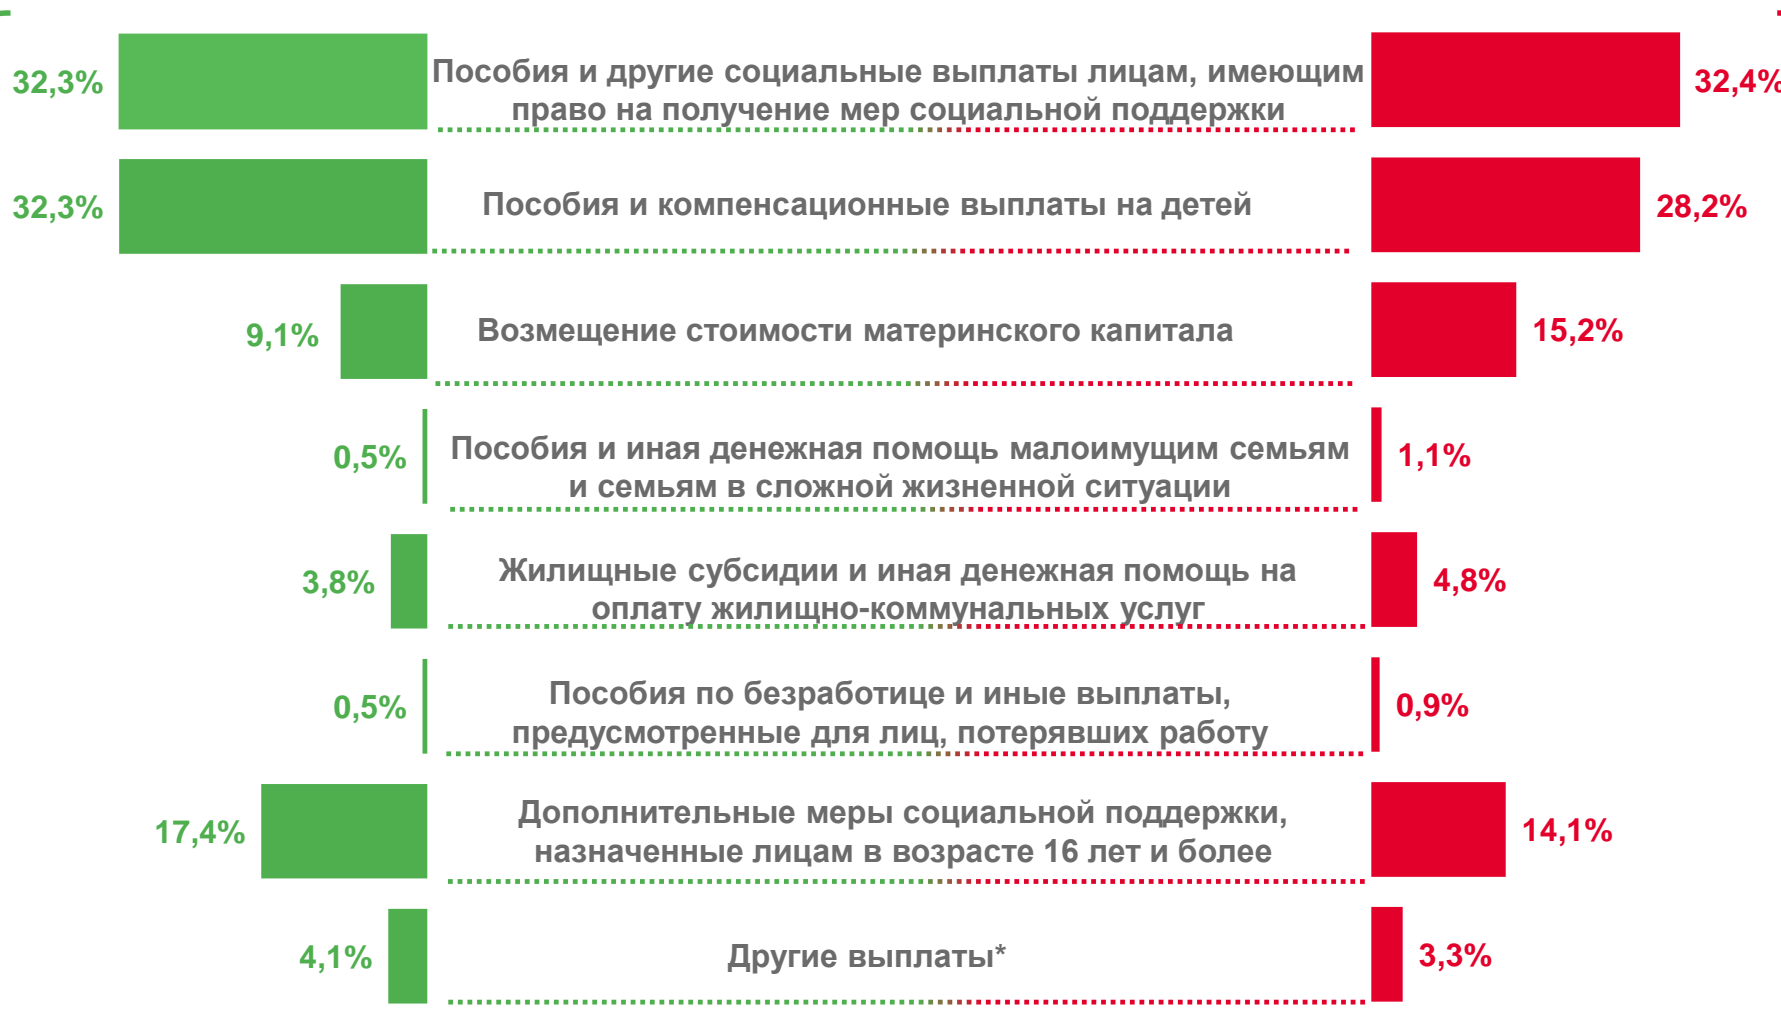 32,3%
Пособия и другие социальные выплаты лицам, имеющим
право на получение мер социальной поддержки
32,4%
32,3%
Пособия и компенсационные выплаты на детей
28,2%
9,1%
Возмещение стоимости материнского капитала
15,2%
0,5%
Пособия и иная денежная помощь малоимущим семьям
и семьям в сложной жизненной ситуации
1,1%
3,8%
Жилищные субсидии и иная денежная помощь на
оплату жилищно-коммунальных услуг
4,8%
0,5%
Пособия по безработице и иные выплаты,
предусмотренные для лиц, потерявших работу
0,9%
17,4%
Дополнительные меры социальной поддержки,
назначенные лицам в возрасте 16 лет и более
14,1%
4,1%
Другие выплаты*
3,3%